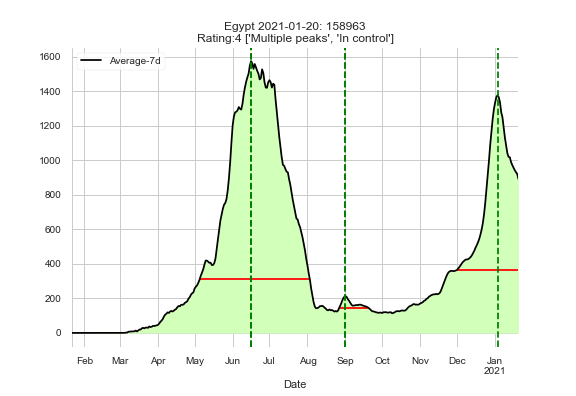 Egypt 2021-01-20: 158963
Rating:4 ['Multiple peaks', 'In control']
Average-7d
1600
1400
1200
1000
800
600
400
200
0
Feb Mar Apr May Jun Jul Aug Sep Oct Nov Dec Jan
2021
Date